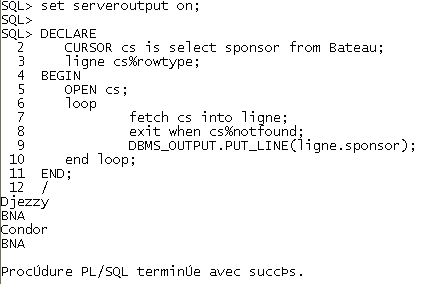 SQL> set serveroutput on;
SQL>
SQL> DECLARE
2 CURSOR cs is select sponsor from Bateau;
3 ligne cs%rowtype;
4 BEGIN
5 OPEN cs;
6 loop
7 fetch cs into ligne;
8 exit when cs%notfound;
9 DBMS_OUTPUT.PUT_LINE(ligne.sponsor);
10 end loop;
11 END;
12 /
Djezzy
BNA
Condor
BNA
ProcÚdure PL/SQL terminÚe avec succÞs.